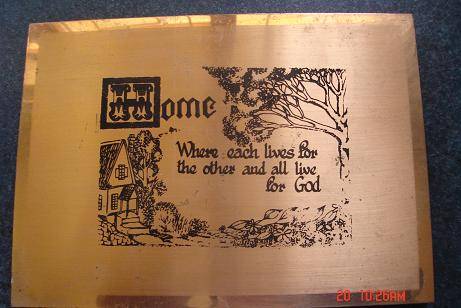 Home
Where each lives for
the other and all live
for God
20 10:26AM